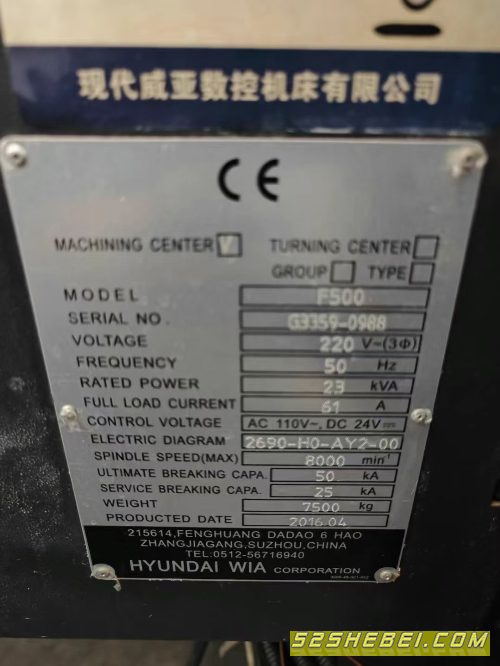 现代威亚数控机床有限公司
CE
MACHINING CENTER V TURNING CENTER
GROUP TYPE
MODEL F500
SERIAL NO. G3359-0988
VOLTAGE 220 V~(3Φ)
FREQUENCY 50 Hz
RATED POWER 23 kVA
FULL LOAD CURRENT 61 A
CONTROL VOLTAGE AC 110V~, DC 24V
ELECTRIC DIAGRAM 2690-H0-AY2-00
SPINDLE SPEED(MAX) 8000 min⁻¹
ULTIMATE BREAKING CAPA. 50 kA
SERVICE BREAKING CAPA. 25 kA
WEIGHT 7500 kg
PRODUCTED DATE 2016.04
215614,FENGHUANG DADAO 6 HAO
ZHANGJIAGANG,SUZHOU,CHINA
TEL:0512-56716940
HYUNDAI WIA CORPORATION
52SHEBEI.COM